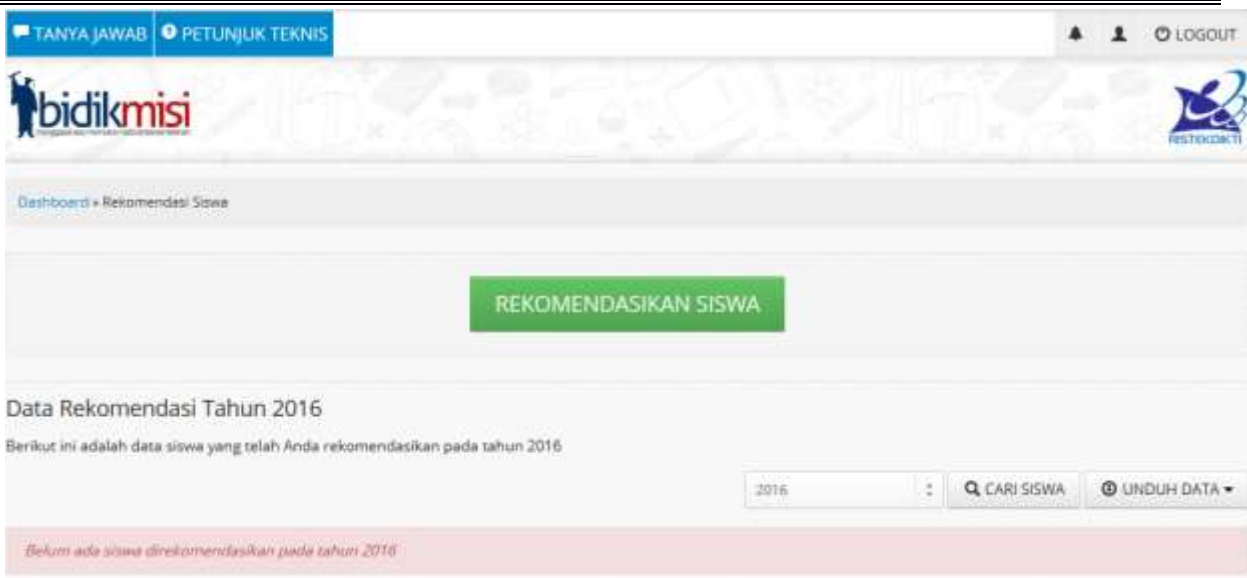 TANYA JAWAB PETUNJUK TEKNIS LOGOUT
bidikmisi
RISTEKDIKTI
Dashboard » Rekomendasi Siswa
REKOMENDASIKAN SISWA
Data Rekomendasi Tahun 2016
Berikut ini adalah data siswa yang telah Anda rekomendasikan pada tahun 2016
2016 CARI SISWA UNDUH DATA
Belum ada siswa direkomendasikan pada tahun 2016